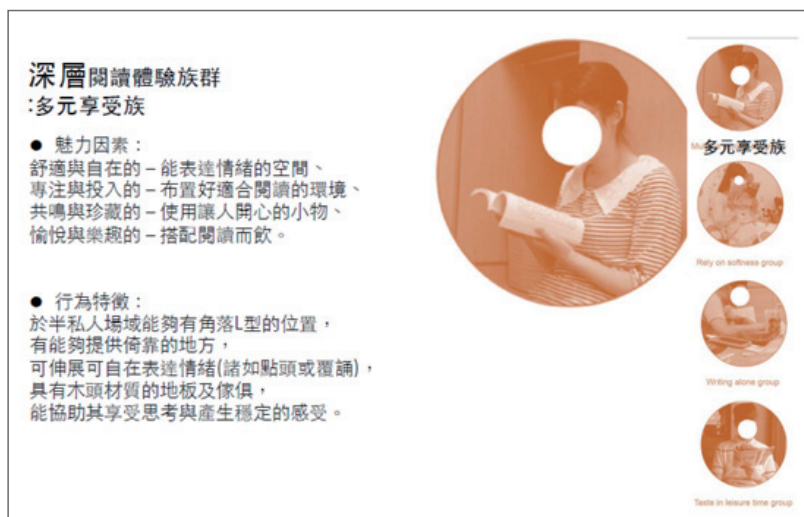 深層閱讀體驗族群
:多元享受族
● 魅力因素：
舒適與自在的 – 能表達情緒的空間、
專注與投入的 – 布置好適合閱讀的環境、
共鳴與珍藏的 – 使用讓人開心的小物、
愉悅與樂趣的 – 搭配閱讀而飲。
● 行為特徵：
於半私人場域能夠有角落L型的位置，
有能夠提供倚靠的地方，
可伸展可自在表達情緒(諸如點頭或覆誦)，
具有木頭材質的地板及傢俱，
能協助其享受思考與產生穩定的感受。
多元享受族
Rely on softness group
Writing alone group
Taste in leisure time group